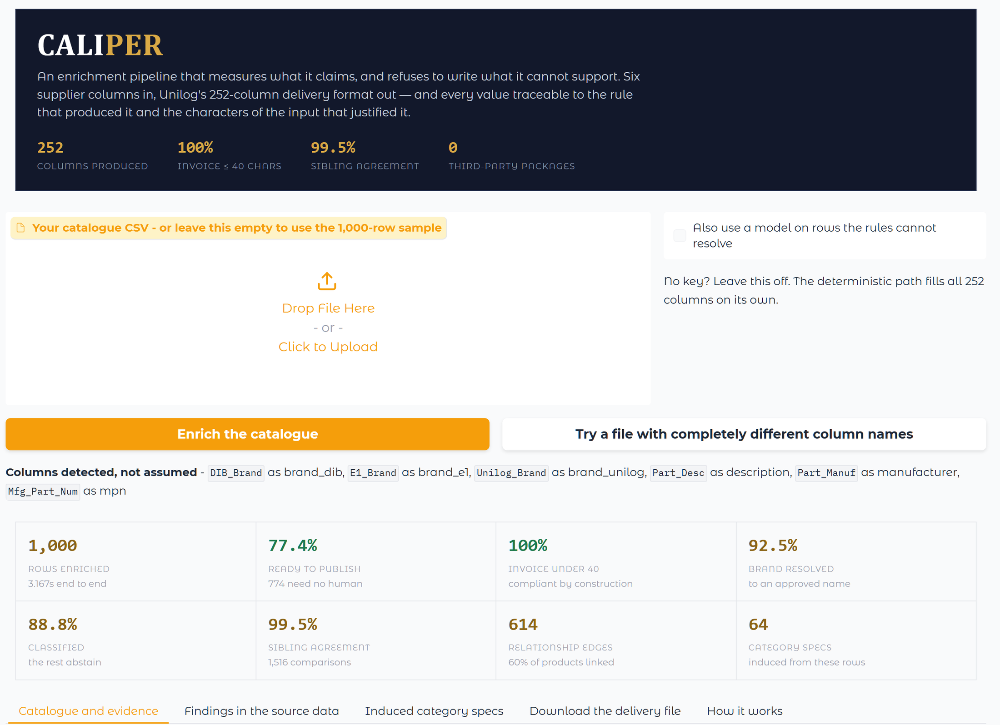 CALIPER
An enrichment pipeline that measures what it claims, and refuses to write what it cannot support. Six
supplier columns in, Unilog's 252-column delivery format out — and every value traceable to the rule
that produced it and the characters of the input that justified it.
252
COLUMNS PRODUCED
100%
INVOICE ≤ 40 CHARS
99.5%
SIBLING AGREEMENT
0
THIRD-PARTY PACKAGES
Your catalogue CSV - or leave this empty to use the 1,000-row sample
Drop File Here
- or -
Click to Upload
Also use a model on rows the rules cannot
resolve
No key? Leave this off. The deterministic path fills all 252
columns on its own.
Enrich the catalogue
Try a file with completely different column names
Columns detected, not assumed - DIB_Brand as brand_dib, E1_Brand as brand_e1, Unilog_Brand as brand_unilog, Part_Desc as description, Part_Manuf as manufacturer,
Mfg_Part_Num as mpn
1,000
ROWS ENRICHED
3.167s end to end
77.4%
READY TO PUBLISH
774 need no human
100%
INVOICE UNDER 40
compliant by construction
92.5%
BRAND RESOLVED
to an approved name
88.8%
CLASSIFIED
the rest abstain
99.5%
SIBLING AGREEMENT
1,516 comparisons
614
RELATIONSHIP EDGES
60% of products linked
64
CATEGORY SPECS
induced from these rows
Catalogue and evidence
Findings in the source data
Induced category specs
Download the delivery file
How it works